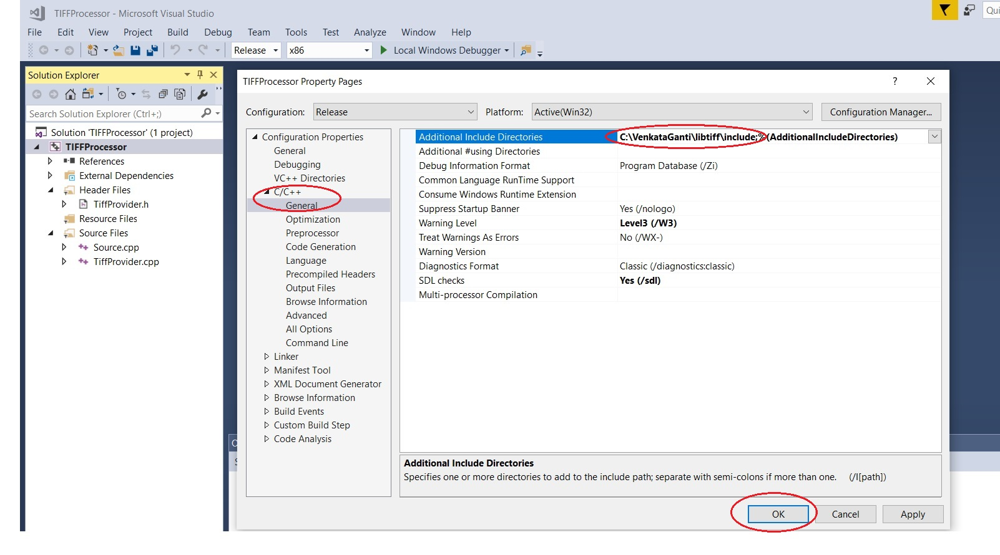 TIFFProcessor - Microsoft Visual Studio
Qui
File Edit View Project Build Debug Team Tools Test Analyze Window Help
Release x86 Local Windows Debugger
Solution Explorer
Search Solution Explorer (Ctrl+;)
Solution 'TIFFProcessor' (1 project)
TIFFProcessor
References
External Dependencies
Header Files
TiffProvider.h
Resource Files
Source Files
Source.cpp
TiffProvider.cpp
TIFFProcessor Property Pages
?
Configuration: Release Platform: Active(Win32) Configuration Manager...
Configuration Properties
General
Debugging
VC++ Directories
C/C++
General
Optimization
Preprocessor
Code Generation
Language
Precompiled Headers
Output Files
Browse Information
Advanced
All Options
Command Line
Linker
Manifest Tool
XML Document Generator
Browse Information
Build Events
Custom Build Step
Code Analysis
Additional Include Directories C:\VenkataGanti\libtiff\include;%(AdditionalIncludeDirectories)
Additional #using Directories
Debug Information Format Program Database (/Zi)
Common Language RunTime Support
Consume Windows Runtime Extension
Suppress Startup Banner Yes (/nologo)
Warning Level Level3 (/W3)
Treat Warnings As Errors No (/WX-)
Warning Version
Diagnostics Format Classic (/diagnostics:classic)
SDL checks Yes (/sdl)
Multi-processor Compilation
Additional Include Directories
Specifies one or more directories to add to the include path; separate with semi-colons if more than one. (/I[path])
OK Cancel Apply